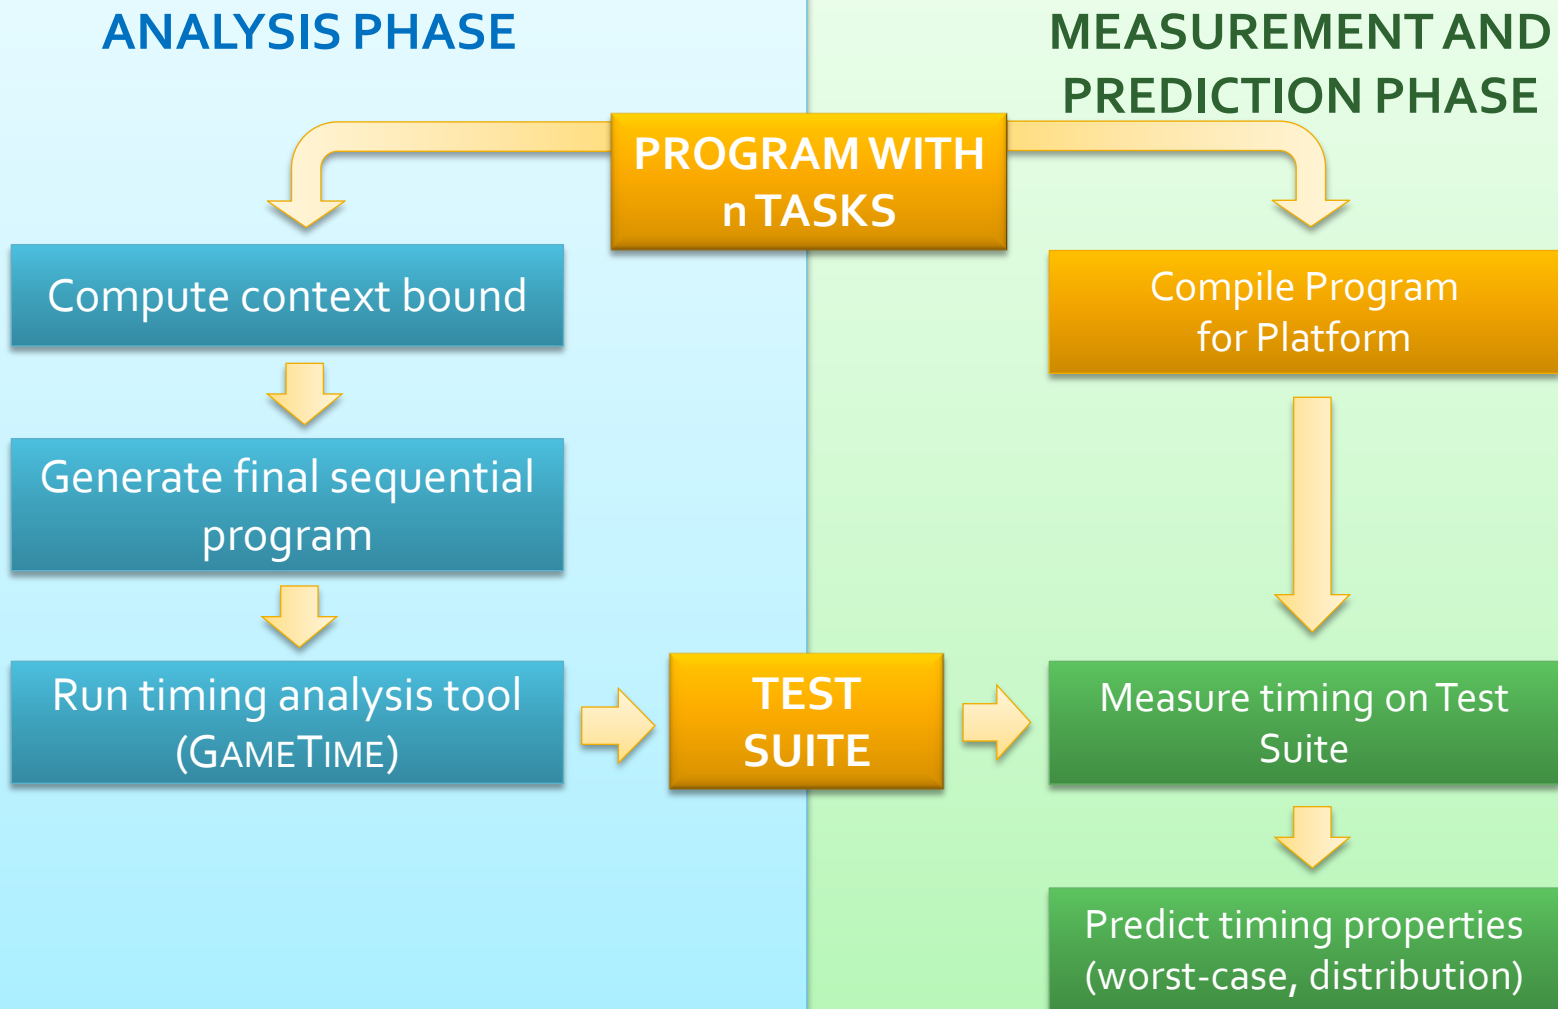 ANALYSIS PHASE
MEASUREMENT AND
PREDICTION PHASE
PROGRAM WITH
n TASKS
Compute context bound
Compile Program
for Platform
Generate final sequential
program
Run timing analysis tool
(GAMETIME)
TEST
SUITE
Measure timing on Test
Suite
Predict timing properties
(worst-case, distribution)